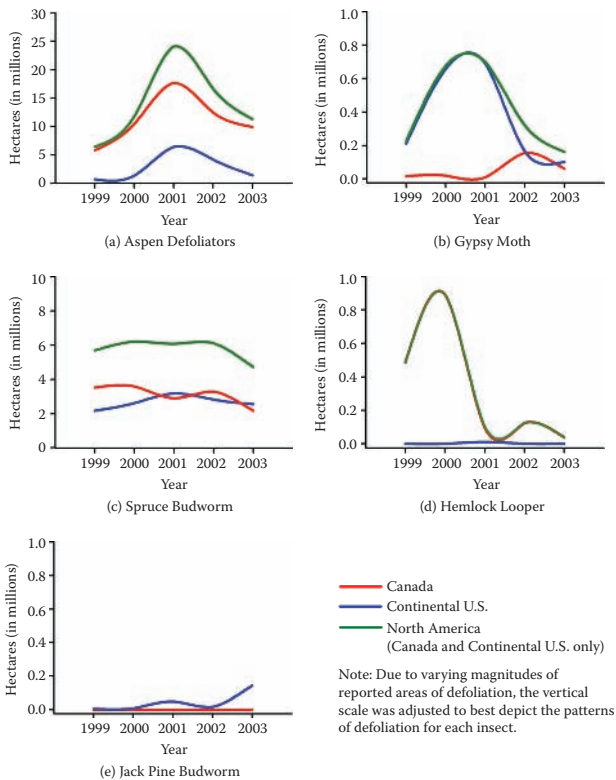 30
25
20
15
10
5
0
Hectares (in millions)
1999 2000 2001 2002 2003
Year
(a) Aspen Defoliators
1.0
0.8
0.6
0.4
0.2
0.0
Hectares (in millions)
1999 2000 2001 2002 2003
Year
(b) Gypsy Moth
10
8
6
4
2
0
Hectares (in millions)
1999 2000 2001 2002 2003
Year
(c) Spruce Budworm
1.0
0.8
0.6
0.4
0.2
0.0
Hectares (in millions)
1999 2000 2001 2002 2003
Year
(d) Hemlock Looper
1.0
0.8
0.6
0.4
0.2
0.0
Hectares (in millions)
1999 2000 2001 2002 2003
Year
(e) Jack Pine Budworm
Canada
Continental U.S.
North America
(Canada and Continental U.S. only)
Note: Due to varying magnitudes of
reported areas of defoliation, the vertical
scale was adjusted to best depict the patterns
of defoliation for each insect.